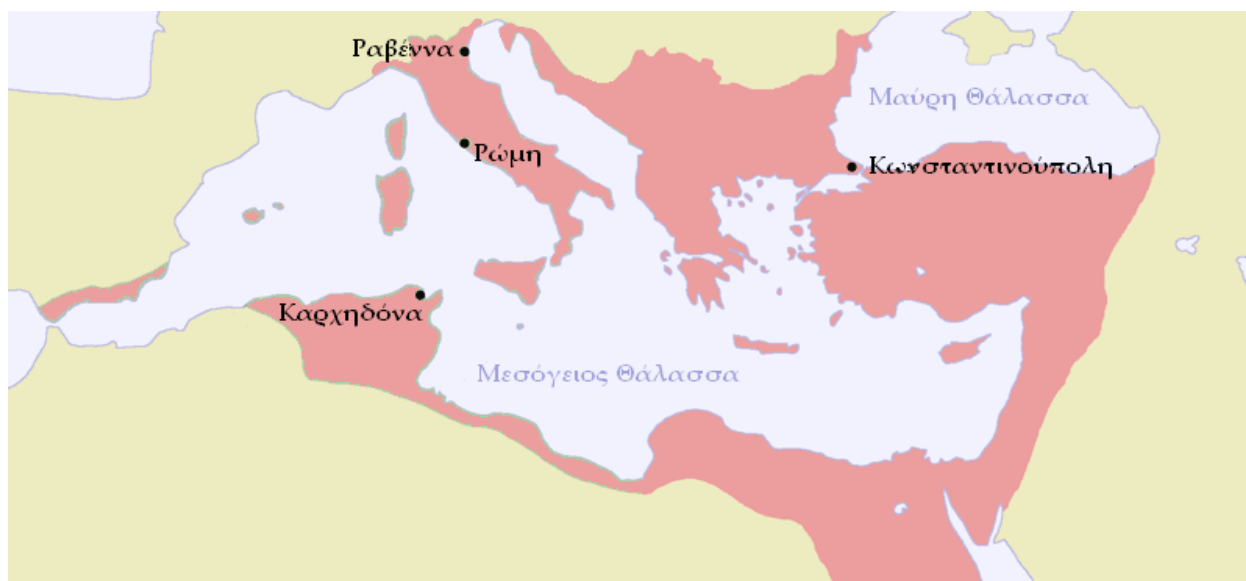 Ραβέννα
Μαύρη Θάλασσα
Ρώμη
Κωνσταντινούπολη
Καρχηδόνα
Μεσόγειος Θάλασσα